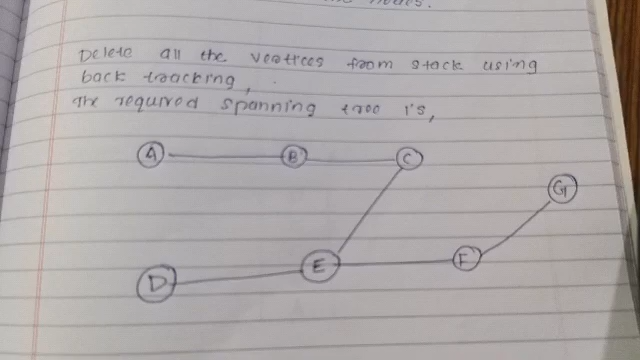 Delete all the vertices from stack using
back tracking,
The required spanning tree is,
A B C
G
D E F